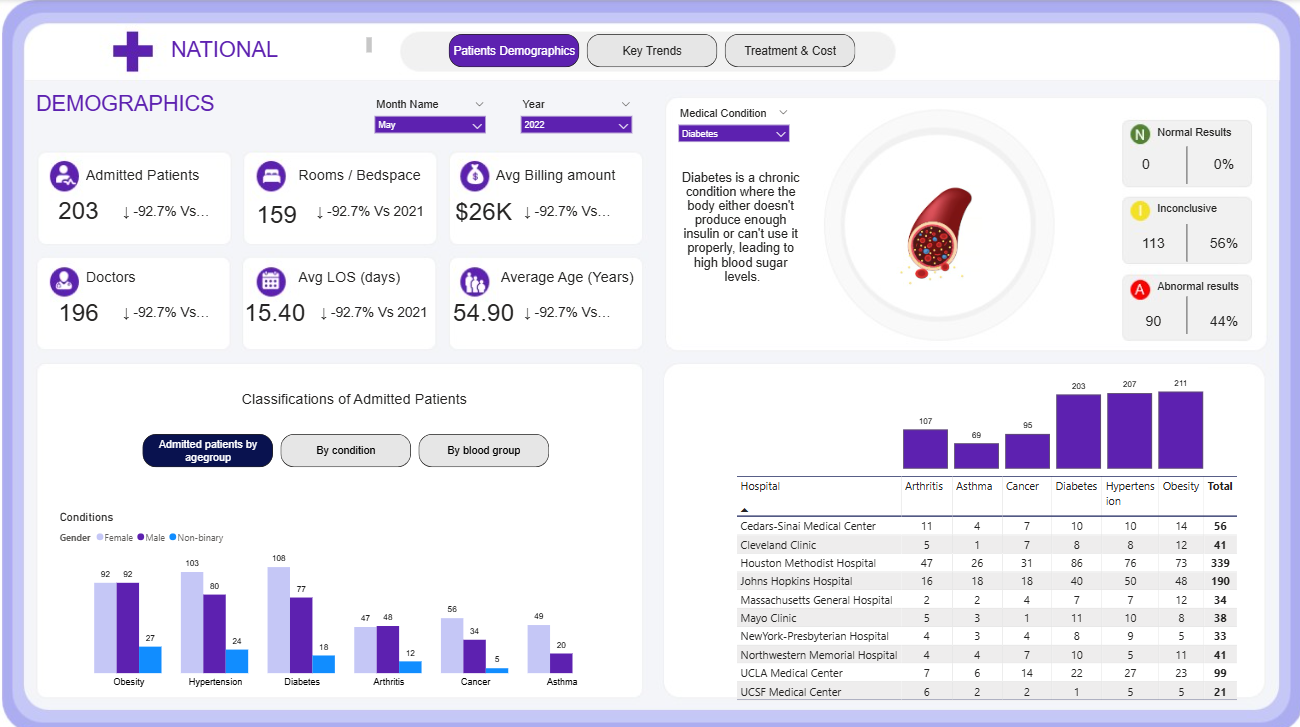 NATIONAL
Patients Demographics
Key Trends
Treatment & Cost
DEMOGRAPHICS
Month Name
May
Year
2022
Admitted Patients
203 ↓ -92.7% Vs…
Rooms / Bedspace
159 ↓ -92.7% Vs 2021
Avg Billing amount
$26K ↓ -92.7% Vs…
Doctors
196 ↓ -92.7% Vs…
Avg LOS (days)
15.40 ↓ -92.7% Vs 2021
Average Age (Years)
54.90 ↓ -92.7% Vs…
Medical Condition
Diabetes
Diabetes is a chronic
condition where the
body either doesn't
produce enough
insulin or can't use it
properly, leading to
high blood sugar
levels.
N Normal Results
0 0%
I Inconclusive
113 56%
A Abnormal results
90 44%
Classifications of Admitted Patients
Admitted patients by
agegroup
By condition
By blood group
Conditions
Gender Female Male Non-binary
92 92 27
103 80 24
108 77 18
47 48 12
56 34 5
49 20
Obesity Hypertension Diabetes Arthritis Cancer Asthma
107 69 95 203 207 211
Hospital Arthritis Asthma Cancer Diabetes Hypertens Obesity Total
ion
Cedars-Sinai Medical Center 11 4 7 10 10 14 56
Cleveland Clinic 5 1 7 8 8 12 41
Houston Methodist Hospital 47 26 31 86 76 73 339
Johns Hopkins Hospital 16 18 18 40 50 48 190
Massachusetts General Hospital 2 2 4 7 7 12 34
Mayo Clinic 5 3 1 11 10 8 38
NewYork-Presbyterian Hospital 4 3 4 8 9 5 33
Northwestern Memorial Hospital 4 4 7 10 5 11 41
UCLA Medical Center 7 6 14 22 27 23 99
UCSF Medical Center 6 2 2 1 5 5 21